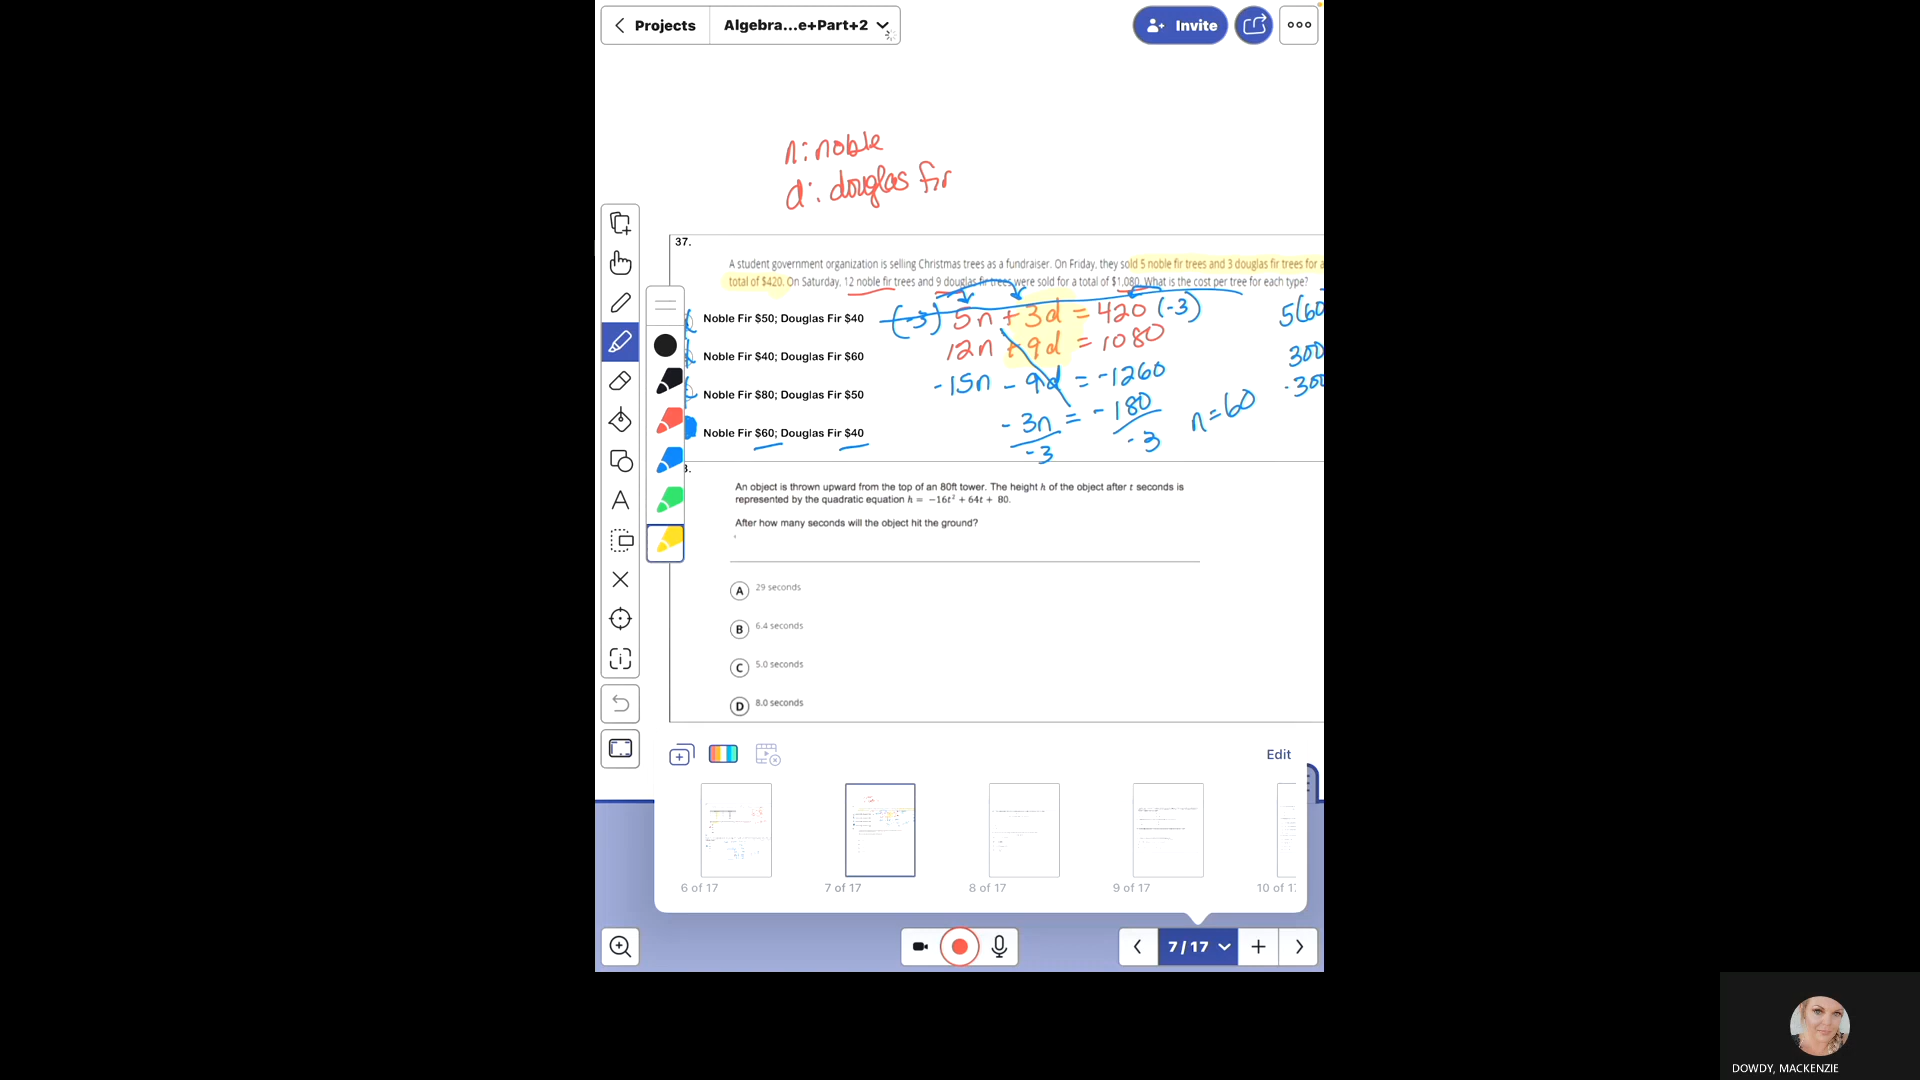 Projects
Algebra...e+Part+2
Invite
n: noble
d: douglas fir
37.
A student government organization is selling Christmas trees as a fundraiser. On Friday, they sold 5 noble fir trees and 3 douglas fir trees for a
total of $420. On Saturday, 12 noble fir trees and 9 douglas fir trees were sold for a total of $1,080. What is the cost per tree for each type?
Noble Fir $50; Douglas Fir $40
(-3) 5n + 3d = 420 (-3)
5(60
12n + 9d = 1080
Noble Fir $40; Douglas Fir $60
300
-15n - 9d = -1260
-300
Noble Fir $80; Douglas Fir $50
-3n = -180
n=60
-3
-3
Noble Fir $60; Douglas Fir $40
8.
An object is thrown upward from the top of an 80ft tower. The height h of the object after t seconds is
represented by the quadratic equation h = −16t² + 64t + 80.
After how many seconds will the object hit the ground?
A 29 seconds
B 6.4 seconds
C 5.0 seconds
D 8.0 seconds
Edit
6 of 17
7 of 17
8 of 17
9 of 17
10 of 1
7 / 17
DOWDY, MACKENZIE